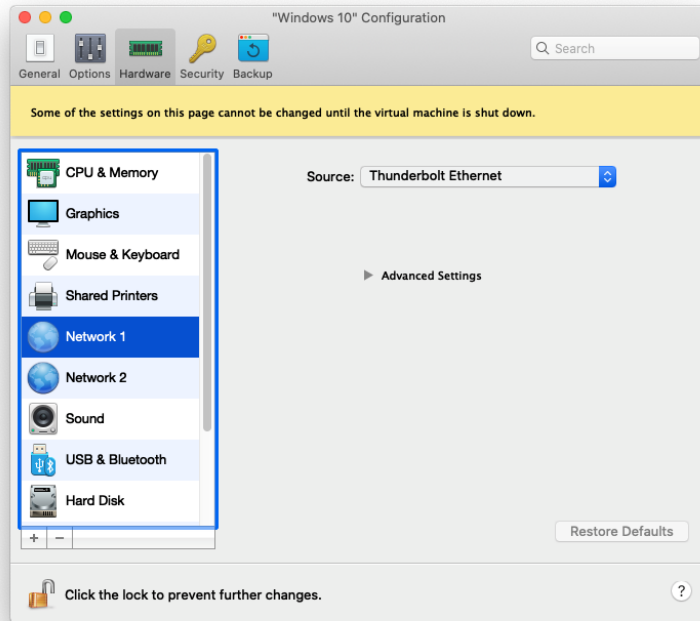 "Windows 10" Configuration
General Options Hardware Security Backup
Search
Some of the settings on this page cannot be changed until the virtual machine is shut down.
CPU & Memory
Graphics
Mouse & Keyboard
Shared Printers
Network 1
Network 2
Sound
USB & Bluetooth
Hard Disk
+ −
Source: Thunderbolt Ethernet
Advanced Settings
Restore Defaults
Click the lock to prevent further changes.
?